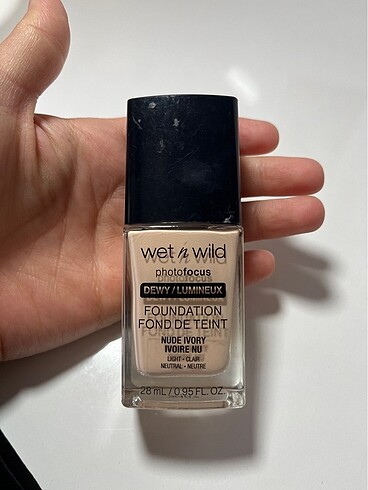 wet n wild
photofocus
DEWY/LUMINEUX
FOUNDATION
FOND DE TEINT
NUDE IVORY
IVOIRE NU
LIGHT • CLAIR
NEUTRAL • NEUTRE
28 mL / 0.95 FL. OZ.